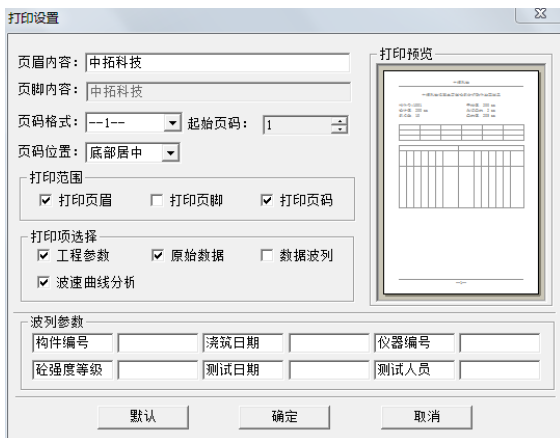 打印设置
页眉内容: 中拓科技
页脚内容: 中拓科技
页码格式: --1-- 起始页码: 1
页码位置: 底部居中
打印范围
打印页眉 打印页脚 打印页码
打印项选择
工程参数 原始数据 数据波列
波速曲线分析
打印预览
波列参数
构件编号 浇筑日期 仪器编号
砼强度等级 测试日期 测试人员
默认 确定 取消